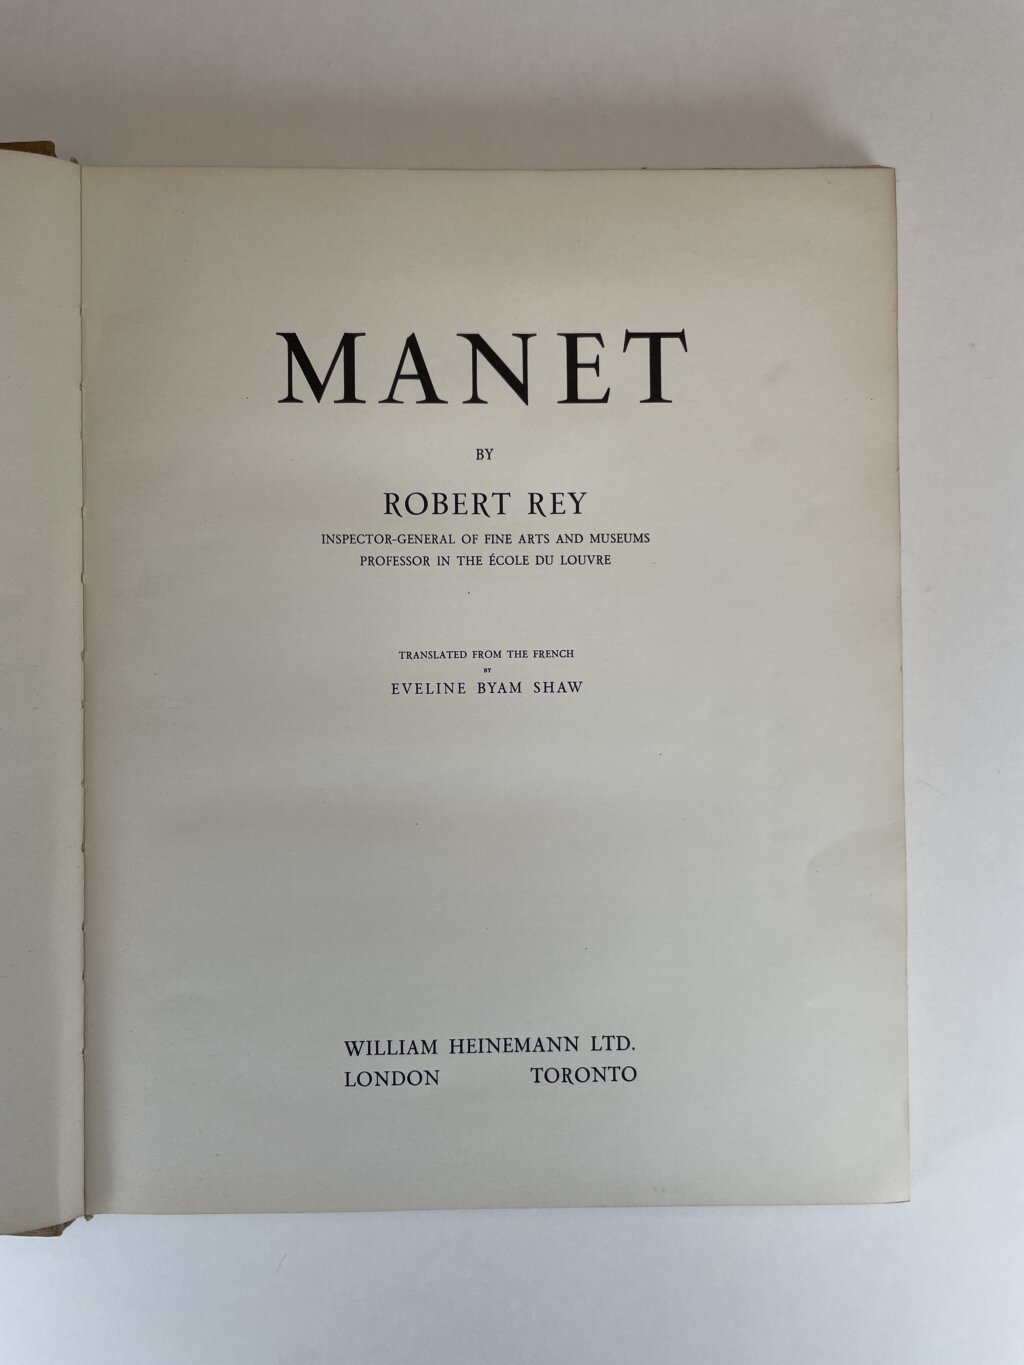 MANET
BY
ROBERT REY
INSPECTOR-GENERAL OF FINE ARTS AND MUSEUMS
PROFESSOR IN THE ÉCOLE DU LOUVRE
TRANSLATED FROM THE FRENCH
BY
EVELINE BYAM SHAW
WILLIAM HEINEMANN LTD.
LONDON TORONTO